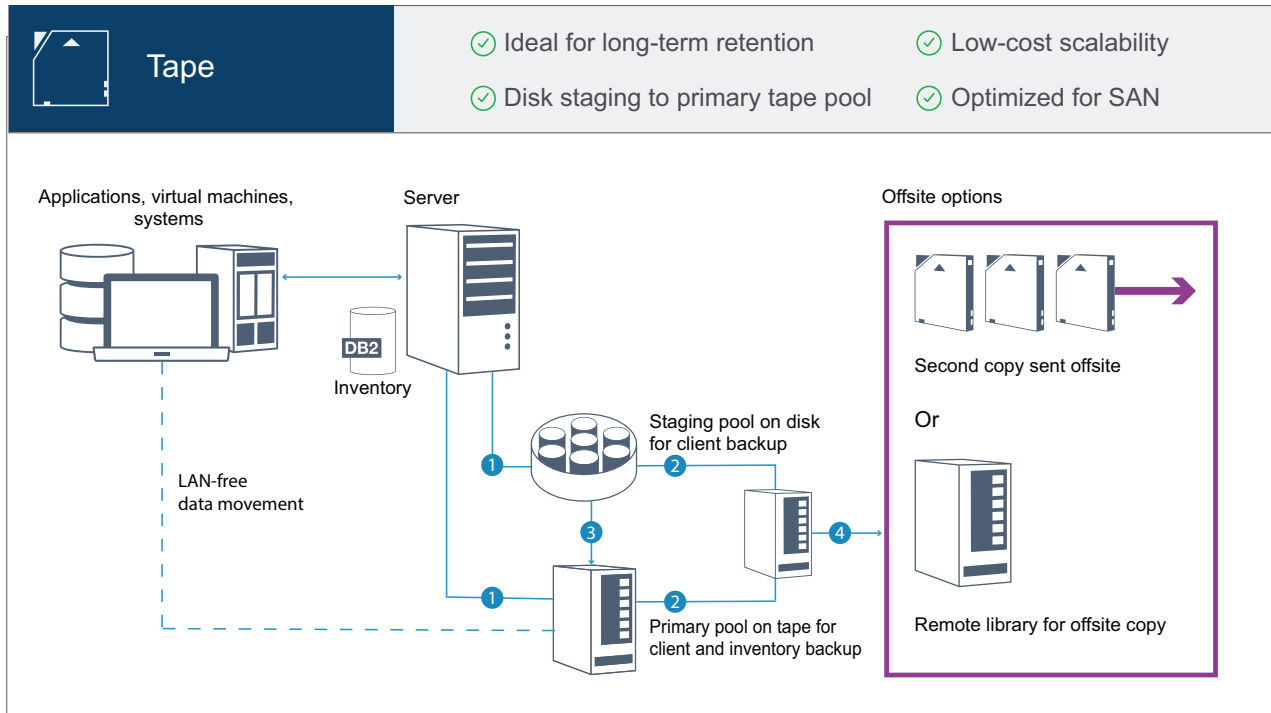 Tape
Ideal for long-term retention
Low-cost scalability
Disk staging to primary tape pool
Optimized for SAN
Applications, virtual machines,
systems
Server
Offsite options
DB2
Inventory
Second copy sent offsite
Or
Staging pool on disk
for client backup
1
2
LAN-free
data movement
3
4
1
2
Primary pool on tape for
client and inventory backup
Remote library for offsite copy